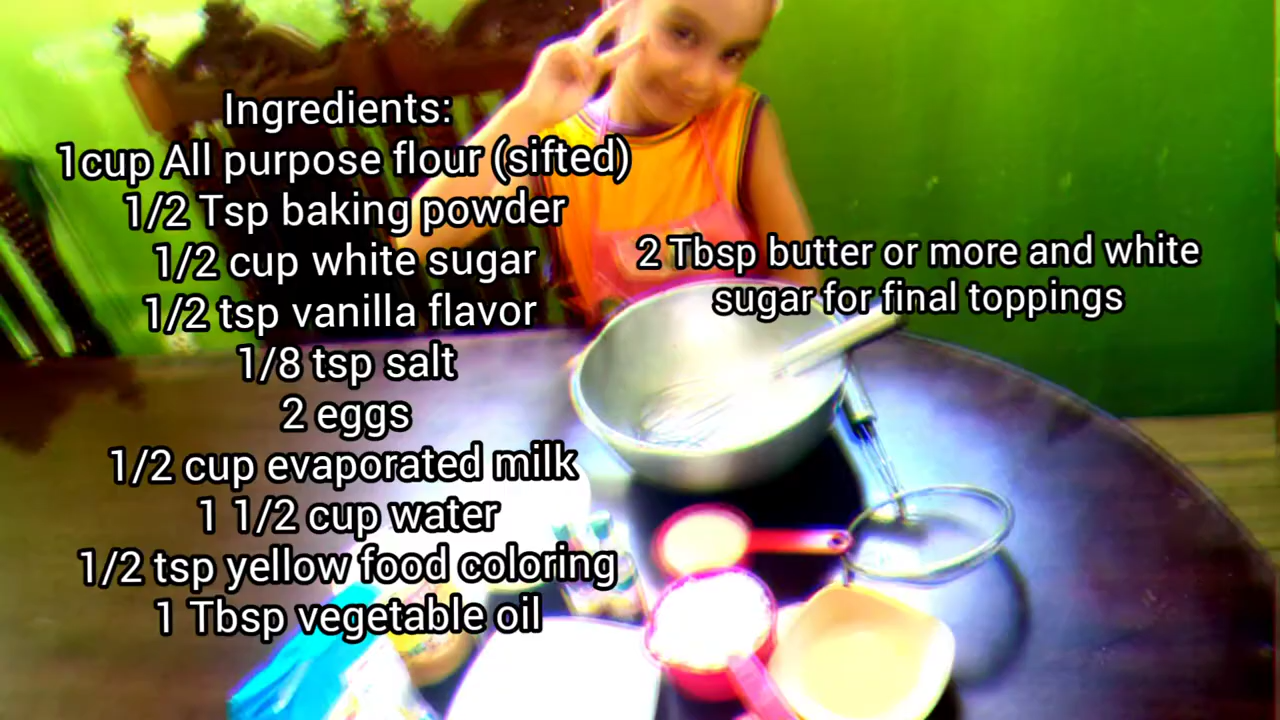 Ingredients:
1cup All purpose flour (sifted)
1/2 Tsp baking powder
1/2 cup white sugar
1/2 tsp vanilla flavor
1/8 tsp salt
2 eggs
1/2 cup evaporated milk
1 1/2 cup water
1/2 tsp yellow food coloring
1 Tbsp vegetable oil
2 Tbsp butter or more and white
sugar for final toppings